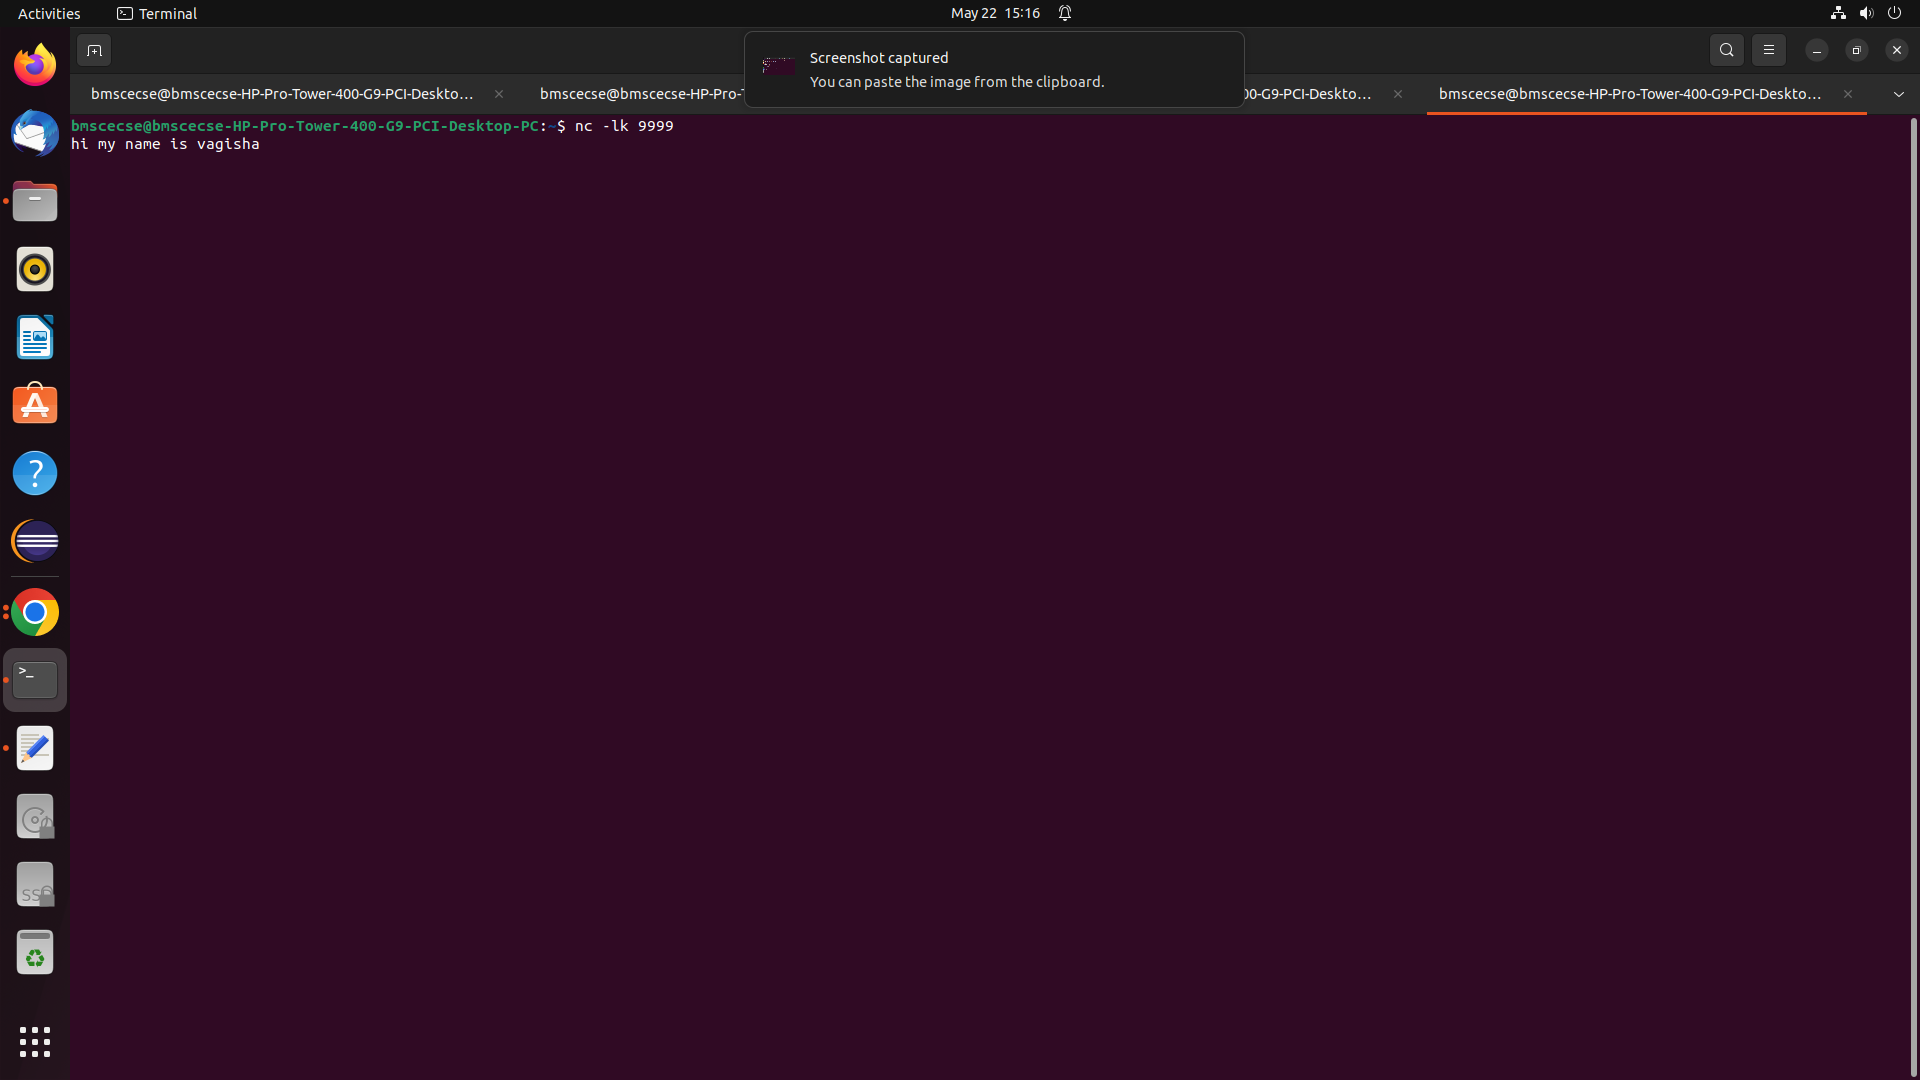 Activities
Terminal
May 22 15:16
Screenshot captured
You can paste the image from the clipboard.
bmscecse@bmscecse-HP-Pro-Tower-400-G9-PCI-Deskto...
bmscecse@bmscecse-HP-Pro-T
00-G9-PCI-Deskto...
bmscecse@bmscecse-HP-Pro-Tower-400-G9-PCI-Deskto...
bmscecse@bmscecse-HP-Pro-Tower-400-G9-PCI-Desktop-PC:~$ nc -lk 9999
hi my name is vagisha